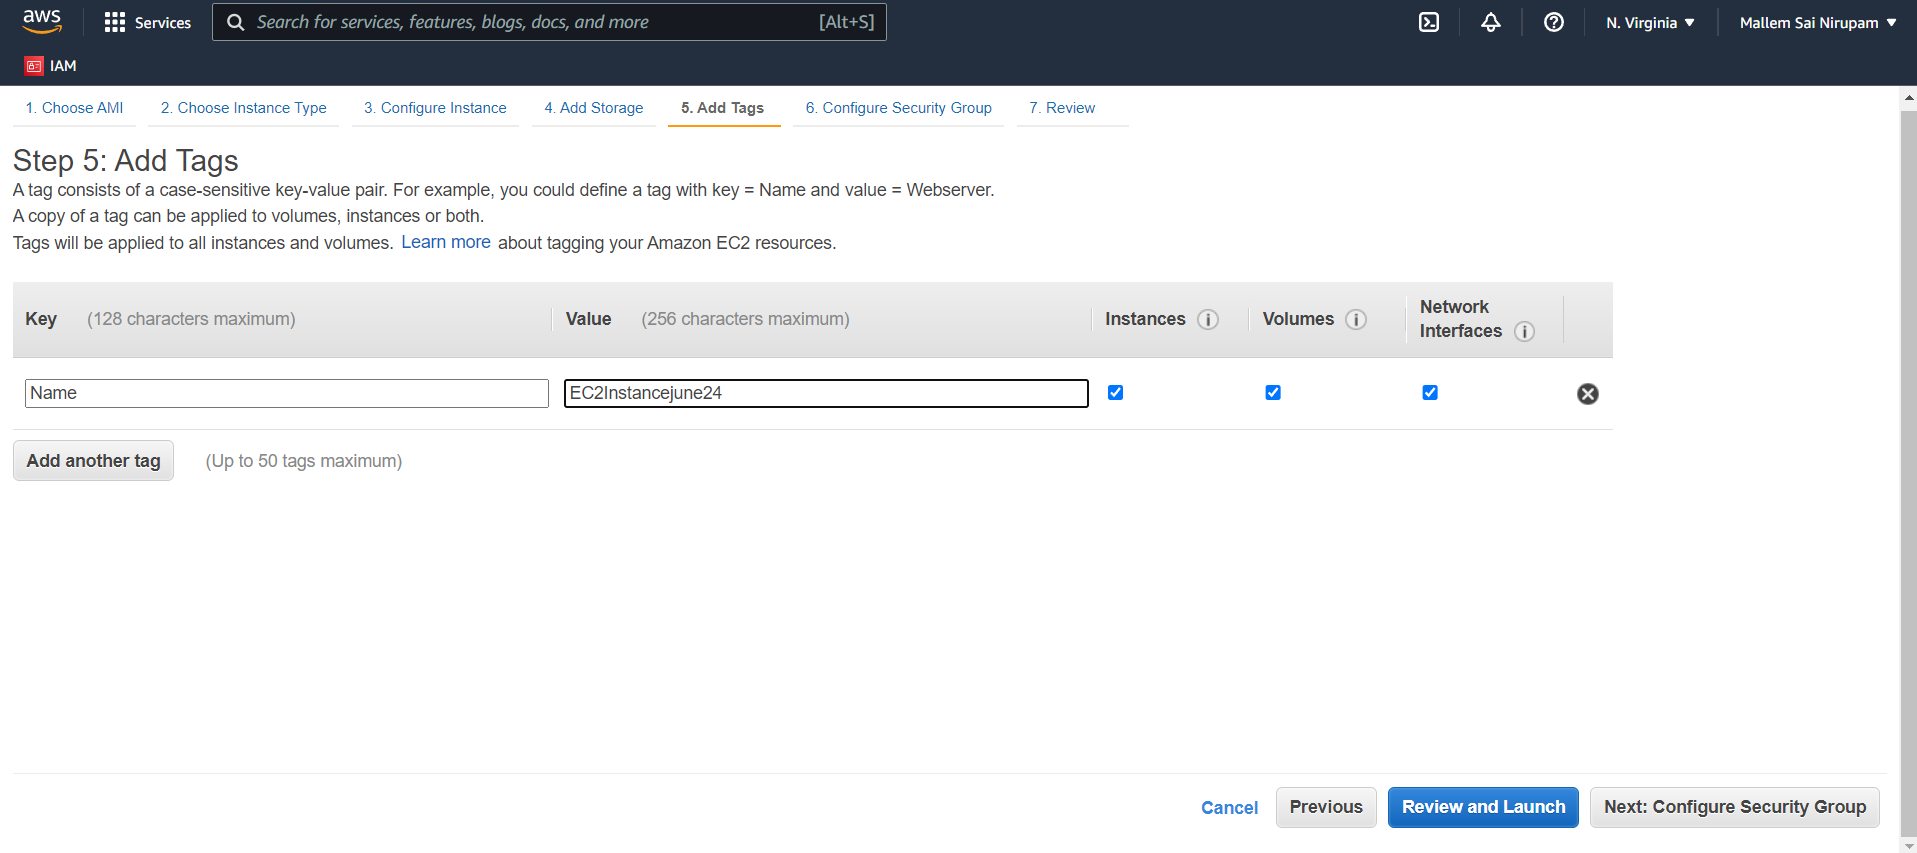 aws Services Search for services, features, blogs, docs, and more [Alt+S] N. Virginia Mallem Sai Nirupam
IAM
1. Choose AMI 2. Choose Instance Type 3. Configure Instance 4. Add Storage 5. Add Tags 6. Configure Security Group 7. Review
Step 5: Add Tags
A tag consists of a case-sensitive key-value pair. For example, you could define a tag with key = Name and value = Webserver.
A copy of a tag can be applied to volumes, instances or both.
Tags will be applied to all instances and volumes. Learn more about tagging your Amazon EC2 resources.
Key (128 characters maximum) Value (256 characters maximum) Instances Volumes Network
Interfaces
Name EC2Instancejune24
Add another tag (Up to 50 tags maximum)
Cancel Previous Review and Launch Next: Configure Security Group